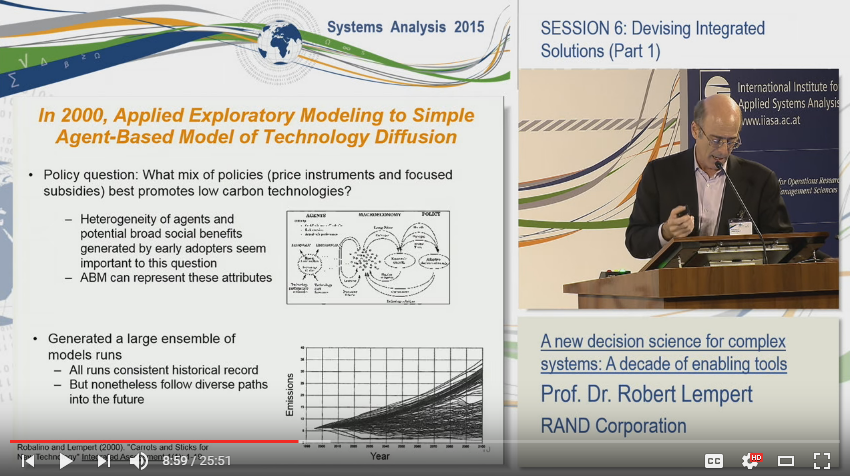 Systems Analysis 2015
In 2000, Applied Exploratory Modeling to Simple
Agent-Based Model of Technology Diffusion
• Policy question: What mix of policies (price instruments and focused
subsidies) best promotes low carbon technologies?
– Heterogeneity of agents and
potential broad social benefits
generated by early adopters seem
important to this question
– ABM can represent these attributes
AGENTS
MACROECONOMY
POLICY
• Generated a large ensemble of
models runs
– All runs consistent historical record
– But nonetheless follow diverse paths
into the future
Emissions
Year
Robalino and Lempert (2000). "Carrots and Sticks for
8:59 / 25:51
CC
HD
SESSION 6: Devising Integrated
Solutions (Part 1)
International Institute fo
Applied Systems Analysis
www.iiasa.ac.at
for Operations Resear
Management Sciences
A new decision science for complex
systems: A decade of enabling tools
Prof. Dr. Robert Lempert
RAND Corporation